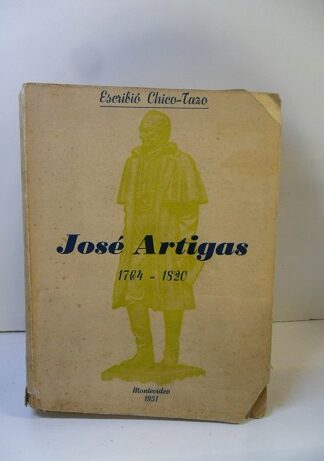 Escribió Chico-Tazo
José Artigas
1764 - 1820
Montevideo
1951